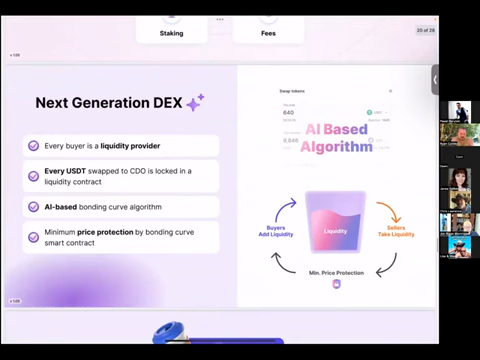 20 of 28
Staking
Fees
Next Generation DEX
Every buyer is a liquidity provider
Every USDT swapped to CDO is locked in a
liquidity contract
AI-based bonding curve algorithm
Minimum price protection by bonding curve
smart contract
Swap tokens
640
AI Based
Algorithm
Buyers
Add Liquidity
Liquidity
Sellers
Take Liquidity
Min. Price Protection